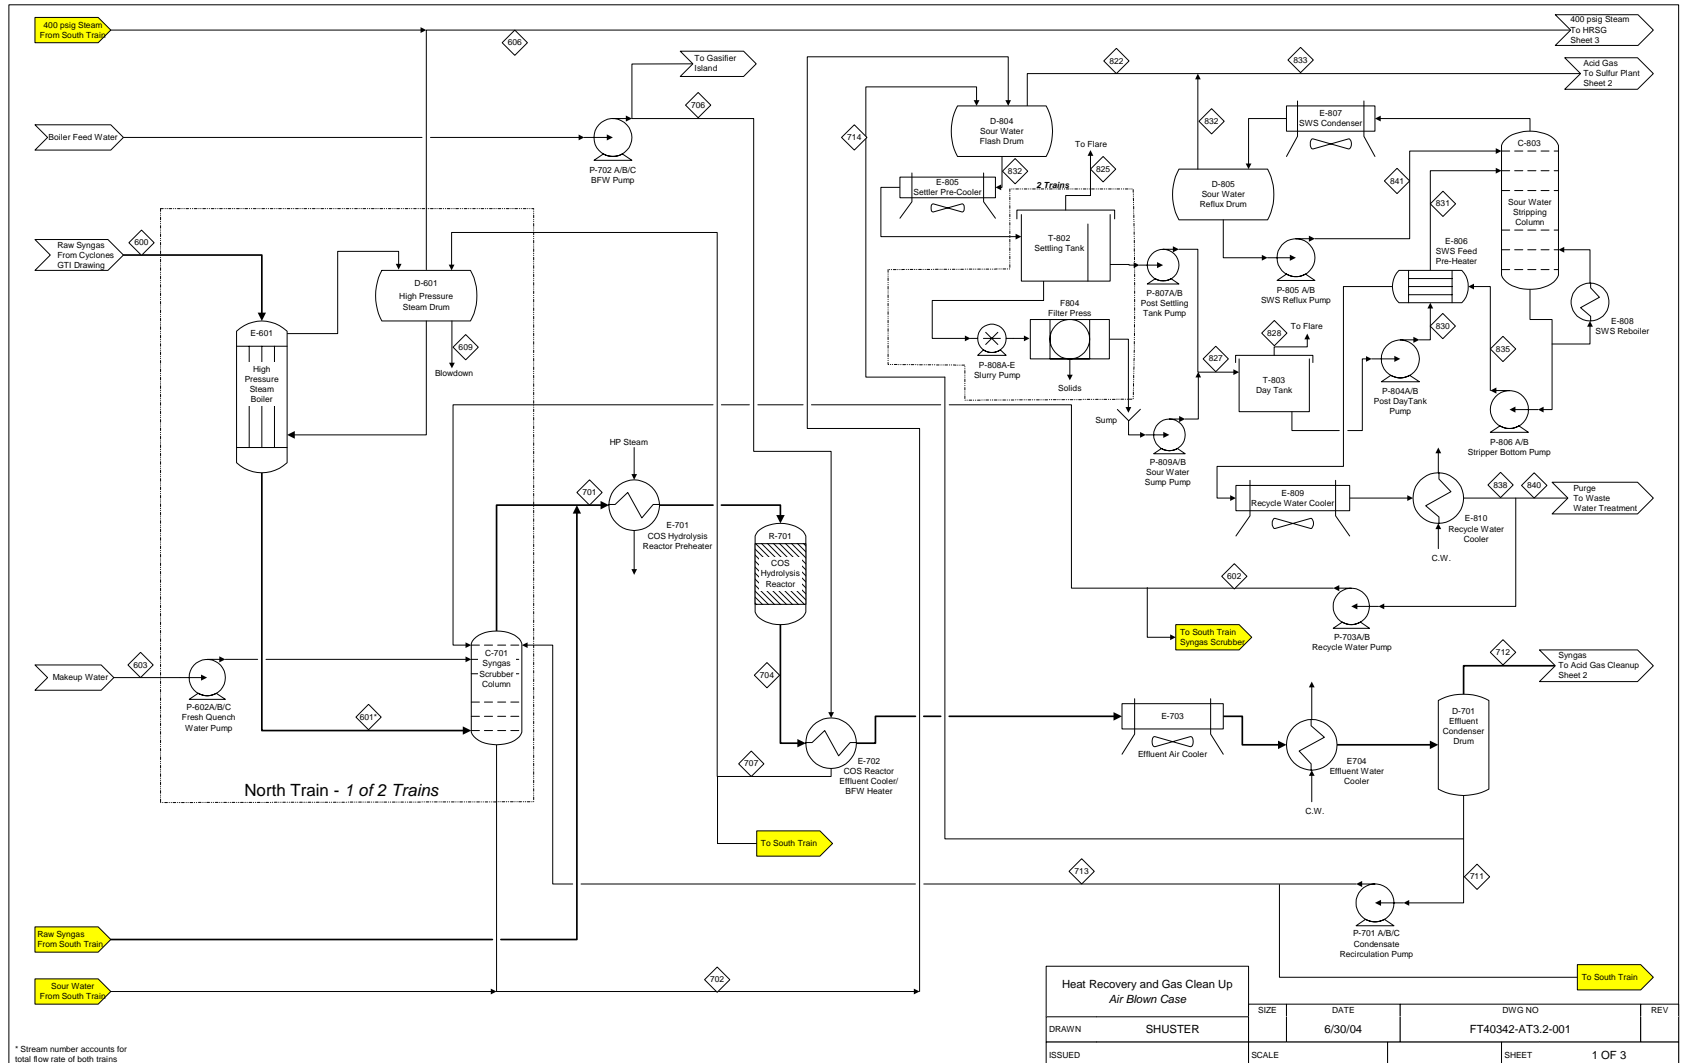 400 psig Steam
From South Train
606
400 psig Steam
To HRSG
Sheet 3
To Gasifier
Island
706
822
833
Acid Gas
To Sulfur Plant
Sheet 2
Boiler Feed Water
P-702 A/B/C
BFW Pump
714
D-804
Sour Water
Flash Drum
832
E-805
Settler Pre-Cooler
To Flare
825
2 Trains
832
E-807
SWS Condenser
C-803
Sour Water
Stripping
Column
841
831
D-805
Sour Water
Reflux Drum
T-802
Settling Tank
P-805 A/B
SWS Reflux Pump
E-806
SWS Feed
Pre-Heater
E-808
SWS Reboiler
Raw Syngas
From Cyclones
GTI Drawing
600
D-601
High Pressure
Steam Drum
609
Blowdown
E-601
High
Pressure
Steam
Boiler
P-807A/B
Post Settling
Tank Pump
F804
Filter Press
P-808A-E
Slurry Pump
Solids
Sump
P-809A/B
Sour Water
Sump Pump
827
828
To Flare
T-803
Day Tank
830
835
P-804A/B
Post DayTank
Pump
P-806 A/B
Stripper Bottom Pump
HP Steam
701
E-701
COS Hydrolysis
Reactor Preheater
R-701
COS
Hydrolysis
Reactor
E-809
Recycle Water Cooler
E-810
Recycle Water
Cooler
C.W.
838
840
Purge
To Waste
Water Treatment
602
P-703A/B
Recycle Water Pump
To South Train
Syngas Scrubber
Makeup Water
603
P-602A/B/C
Fresh Quench
Water Pump
601*
C-701
Syngas
Scrubber
Column
704
707
E-702
COS Reactor
Effluent Cooler/
BFW Heater
E-703
Effluent Air Cooler
E704
Effluent Water
Cooler
C.W.
D-701
Effluent
Condenser
Drum
712
Syngas
To Acid Gas Cleanup
Sheet 2
North Train - 1 of 2 Trains
To South Train
713
711
P-701 A/B/C
Condensate
Recirculation Pump
Raw Syngas
From South Train
Sour Water
From South Train
702
To South Train
Heat Recovery and Gas Clean Up
Air Blown Case
SIZE
DATE
DWG NO
REV
DRAWN
SHUSTER
6/30/04
FT40342-AT3.2-001
ISSUED
SCALE
SHEET
1 OF 3
* Stream number accounts for
total flow rate of both trains